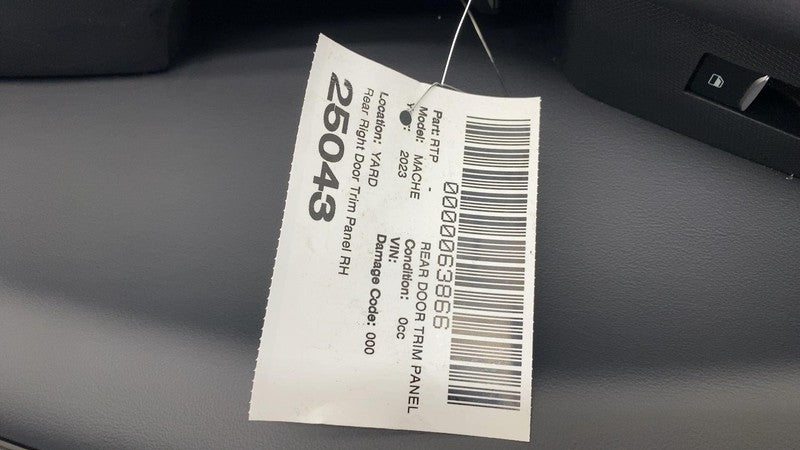 0000063866
Part: RTP - REAR DOOR TRIM PANEL
Model: MACHE Condition: 0cc
2023 VIN:
Damage Code: 000
Location: YARD
Rear Right Door Trim Panel RH
25043